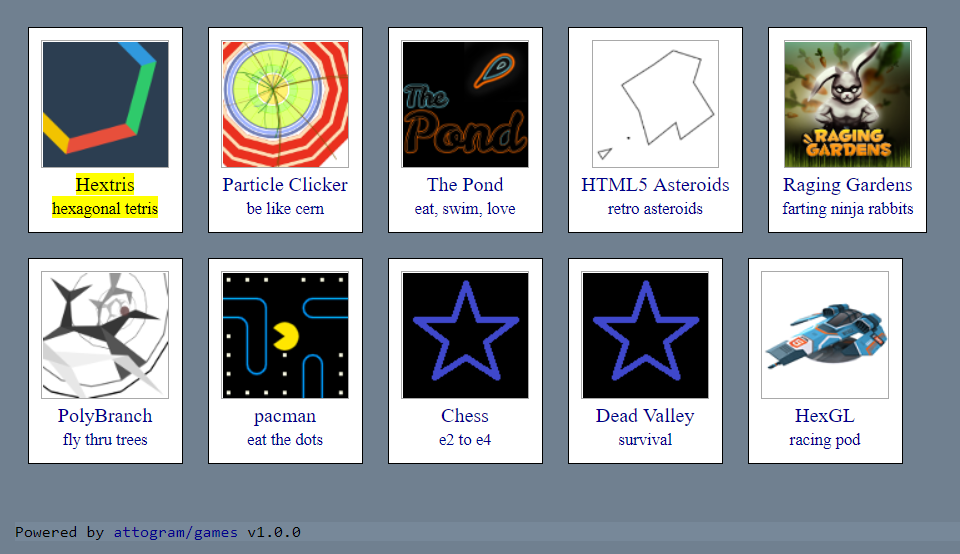 The
Pond
RAGING
GARDENS
Hextris
hexagonal tetris
Particle Clicker
be like cern
The Pond
eat, swim, love
HTML5 Asteroids
retro asteroids
Raging Gardens
farting ninja rabbits
PolyBranch
fly thru trees
pacman
eat the dots
Chess
e2 to e4
Dead Valley
survival
HexGL
racing pod
Powered by attogram/games v1.0.0